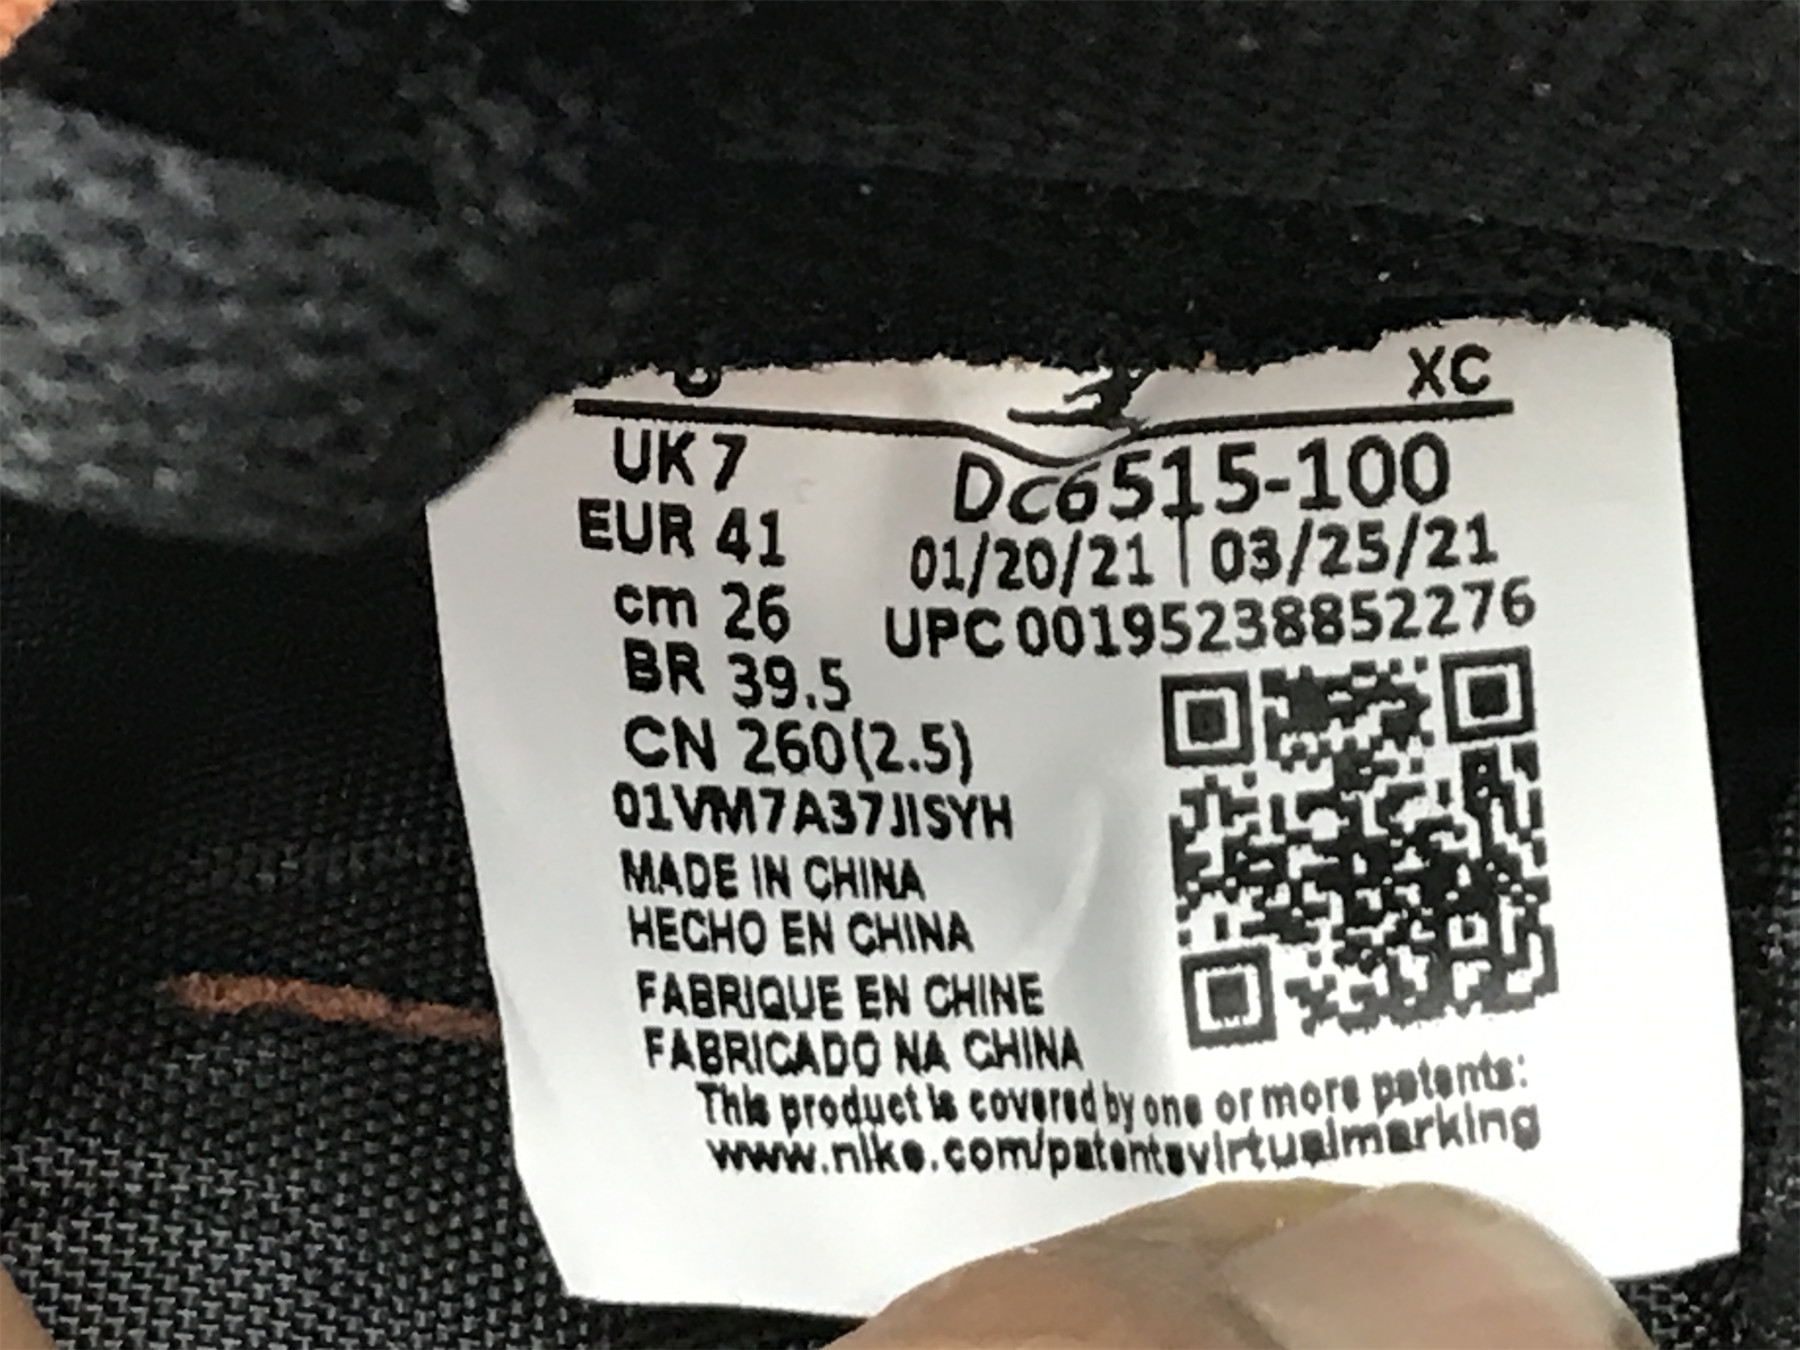 XC
UK 7
EUR 41
cm 26
BR 39.5
CN 260(2.5)
01VM7A37JISYH
Dc6515-100
01/20/21 | 03/25/21
UPC 00195238852276
MADE IN CHINA
HECHO EN CHINA
FABRIQUE EN CHINE
FABRICADO NA CHINA
This product is covered by one or more patents:
www.nike.com/patentsvirtualmarking